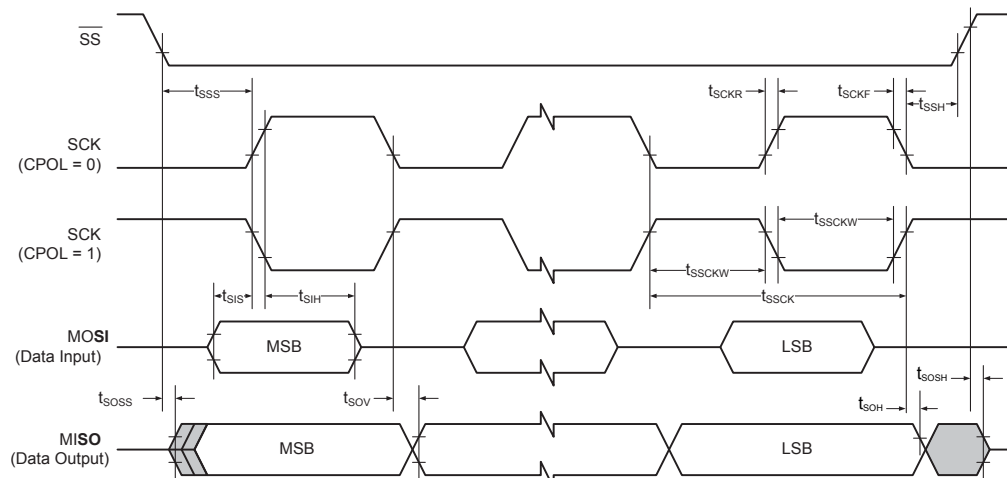 SS
tSSS
tSCKR
tSCKF
tSSH
SCK
(CPOL = 0)
SCK
(CPOL = 1)
tSSCKW
tSSCKW
tSIS
tSIH
tSSCK
MOSI
(Data Input)
MSB
LSB
tSOSS
tSOV
tSOH
tSOSH
MISO
(Data Output)
MSB
LSB